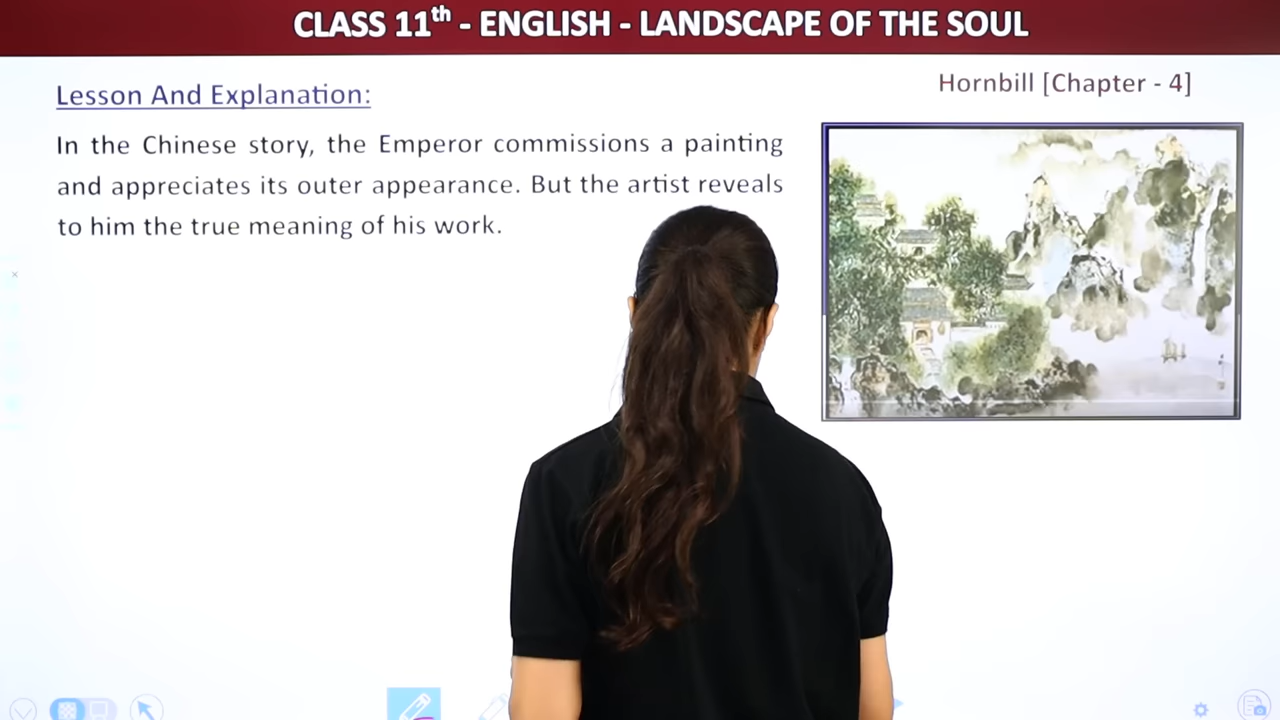 CLASS 11th - ENGLISH - LANDSCAPE OF THE SOUL
Hornbill [Chapter - 4]
Lesson And Explanation:
In the Chinese story, the Emperor commissions a painting
and appreciates its outer appearance. But the artist reveals
to him the true meaning of his work.